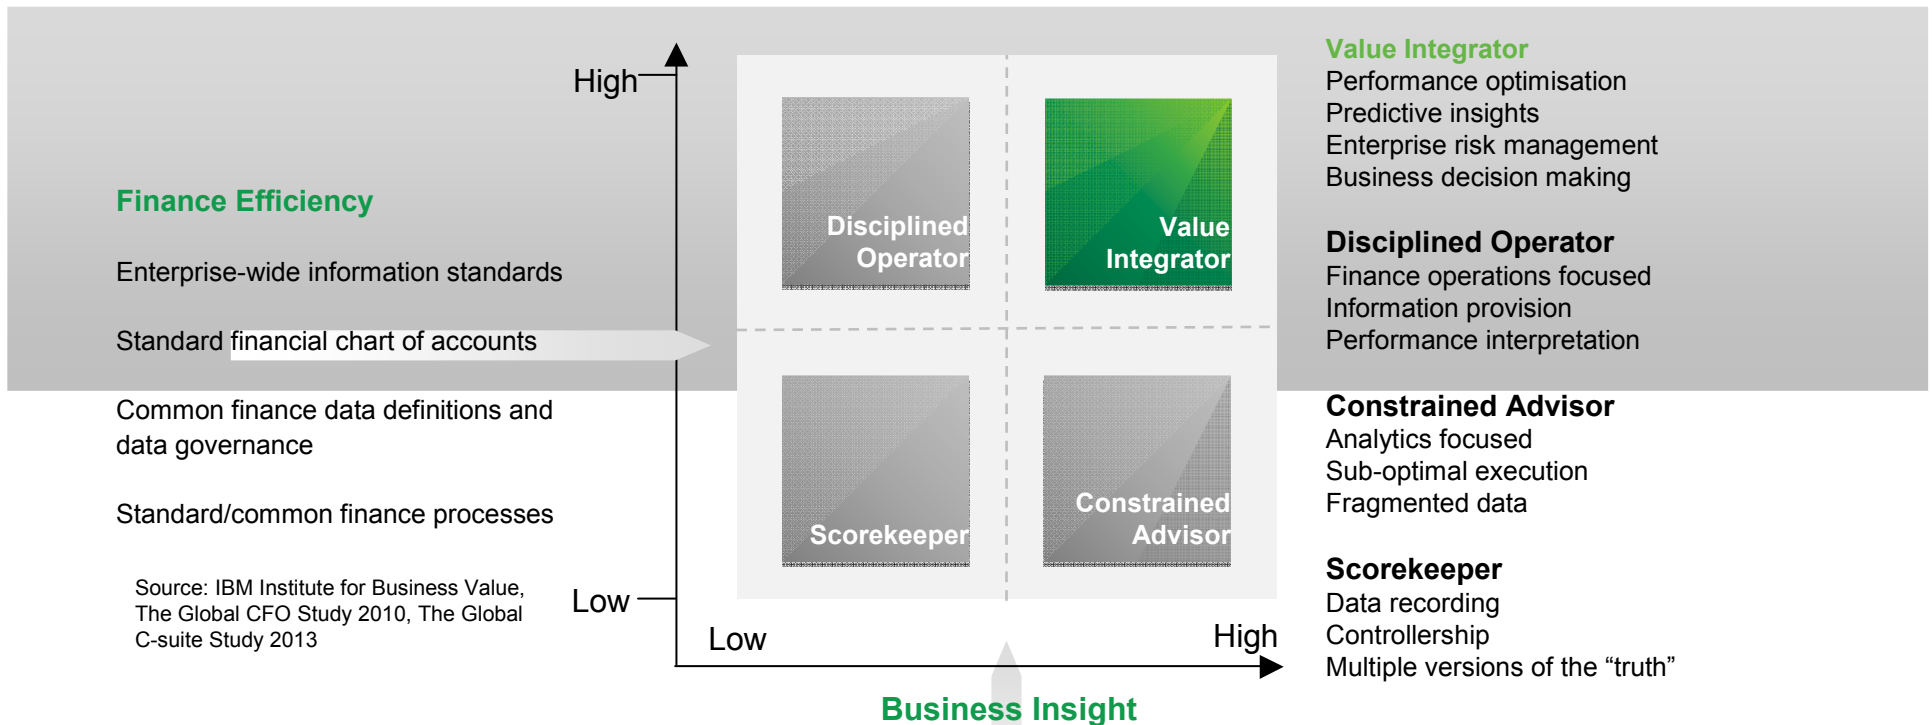 Finance Efficiency
Enterprise-wide information standards
Standard financial chart of accounts
Common finance data definitions and
data governance
Standard/common finance processes
Source: IBM Institute for Business Value,
The Global CFO Study 2010, The Global
C-suite Study 2013
High
Low
Disciplined
Operator
Value
Integrator
Scorekeeper
Constrained
Advisor
Low
High
Business Insight
Value Integrator
Performance optimisation
Predictive insights
Enterprise risk management
Business decision making
Disciplined Operator
Finance operations focused
Information provision
Performance interpretation
Constrained Advisor
Analytics focused
Sub-optimal execution
Fragmented data
Scorekeeper
Data recording
Controllership
Multiple versions of the “truth”